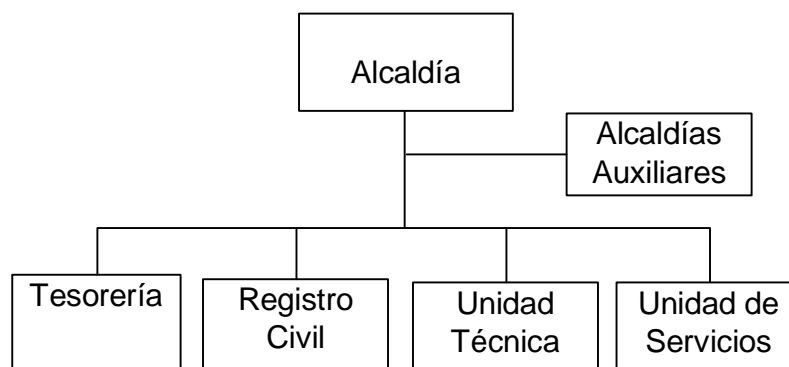 Alcaldía
Alcaldías
Auxiliares
Tesorería
Registro
Civil
Unidad
Técnica
Unidad de
Servicios